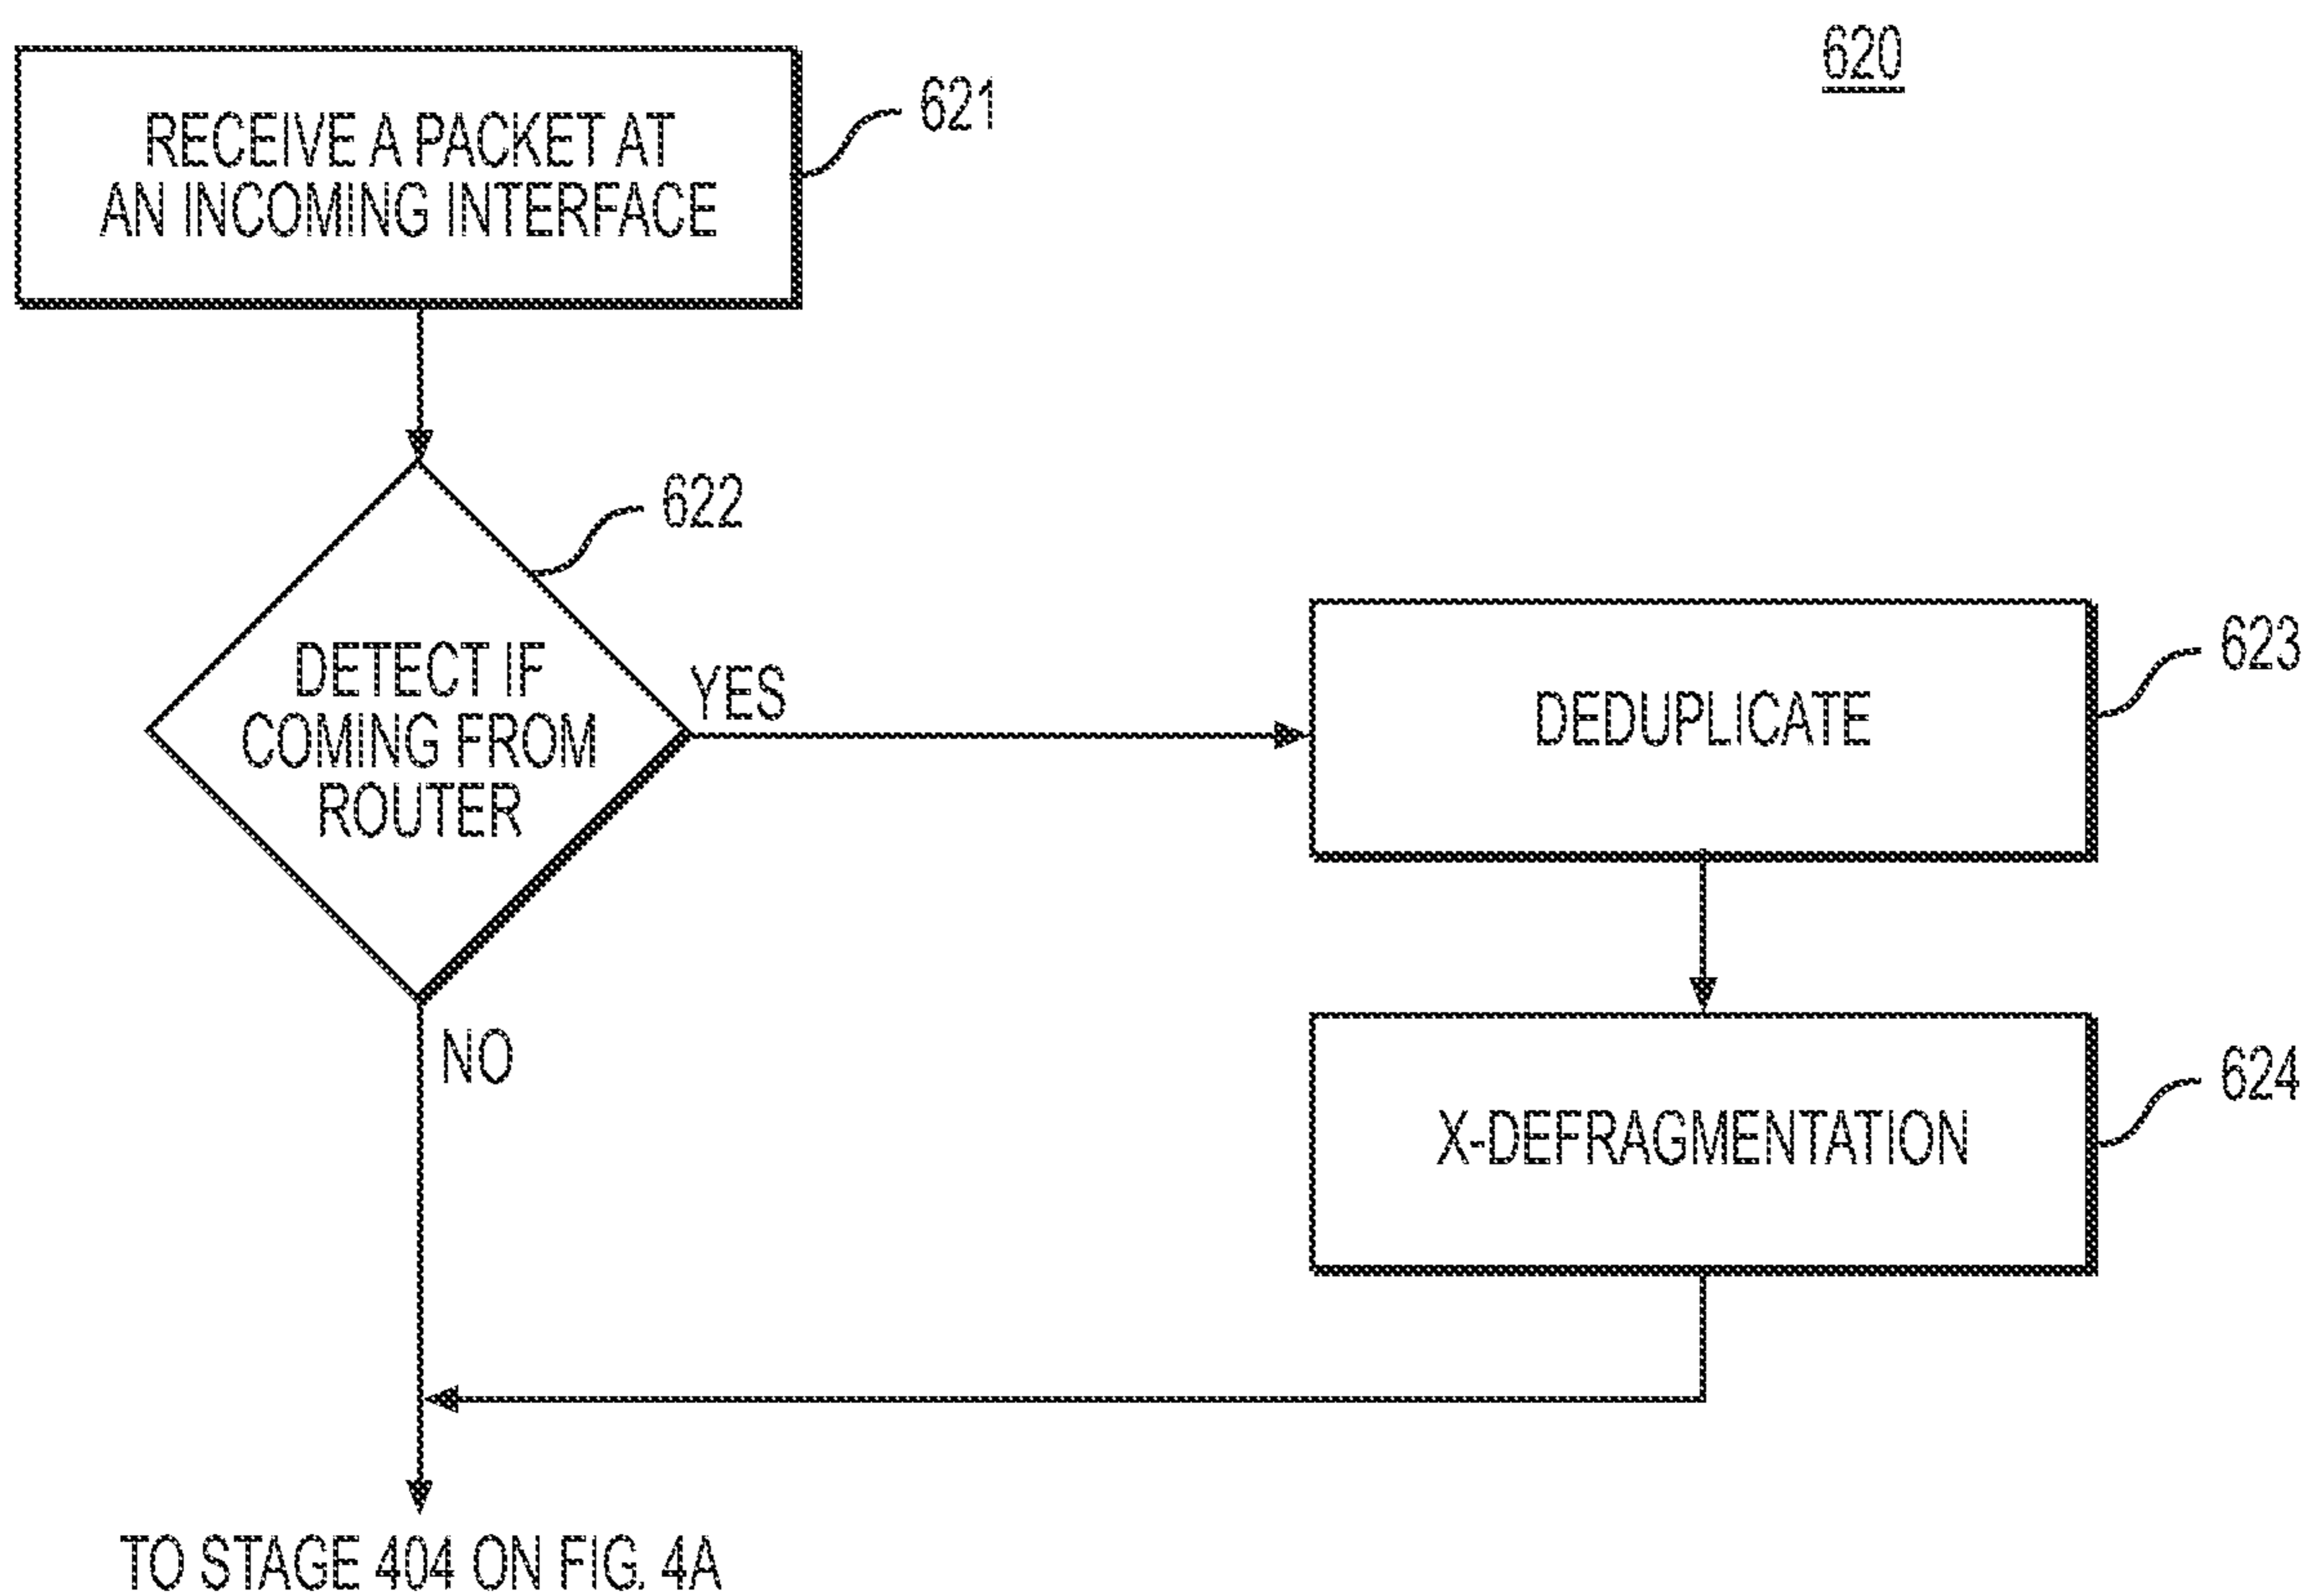 620
RECEIVE A PACKET AT
AN INCOMING INTERFACE
621
622
DETECT IF
COMING FROM
ROUTER
YES
NO
DEDUPLICATE
623
X-DEFRAGMENTATION
624
TO STAGE 404 ON FIG. 4A